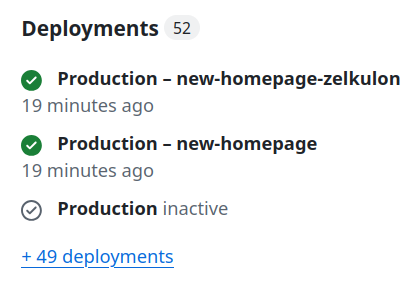 Deployments 52
Production – new-homepage-zelkulon
19 minutes ago
Production – new-homepage
19 minutes ago
Production inactive
+ 49 deployments